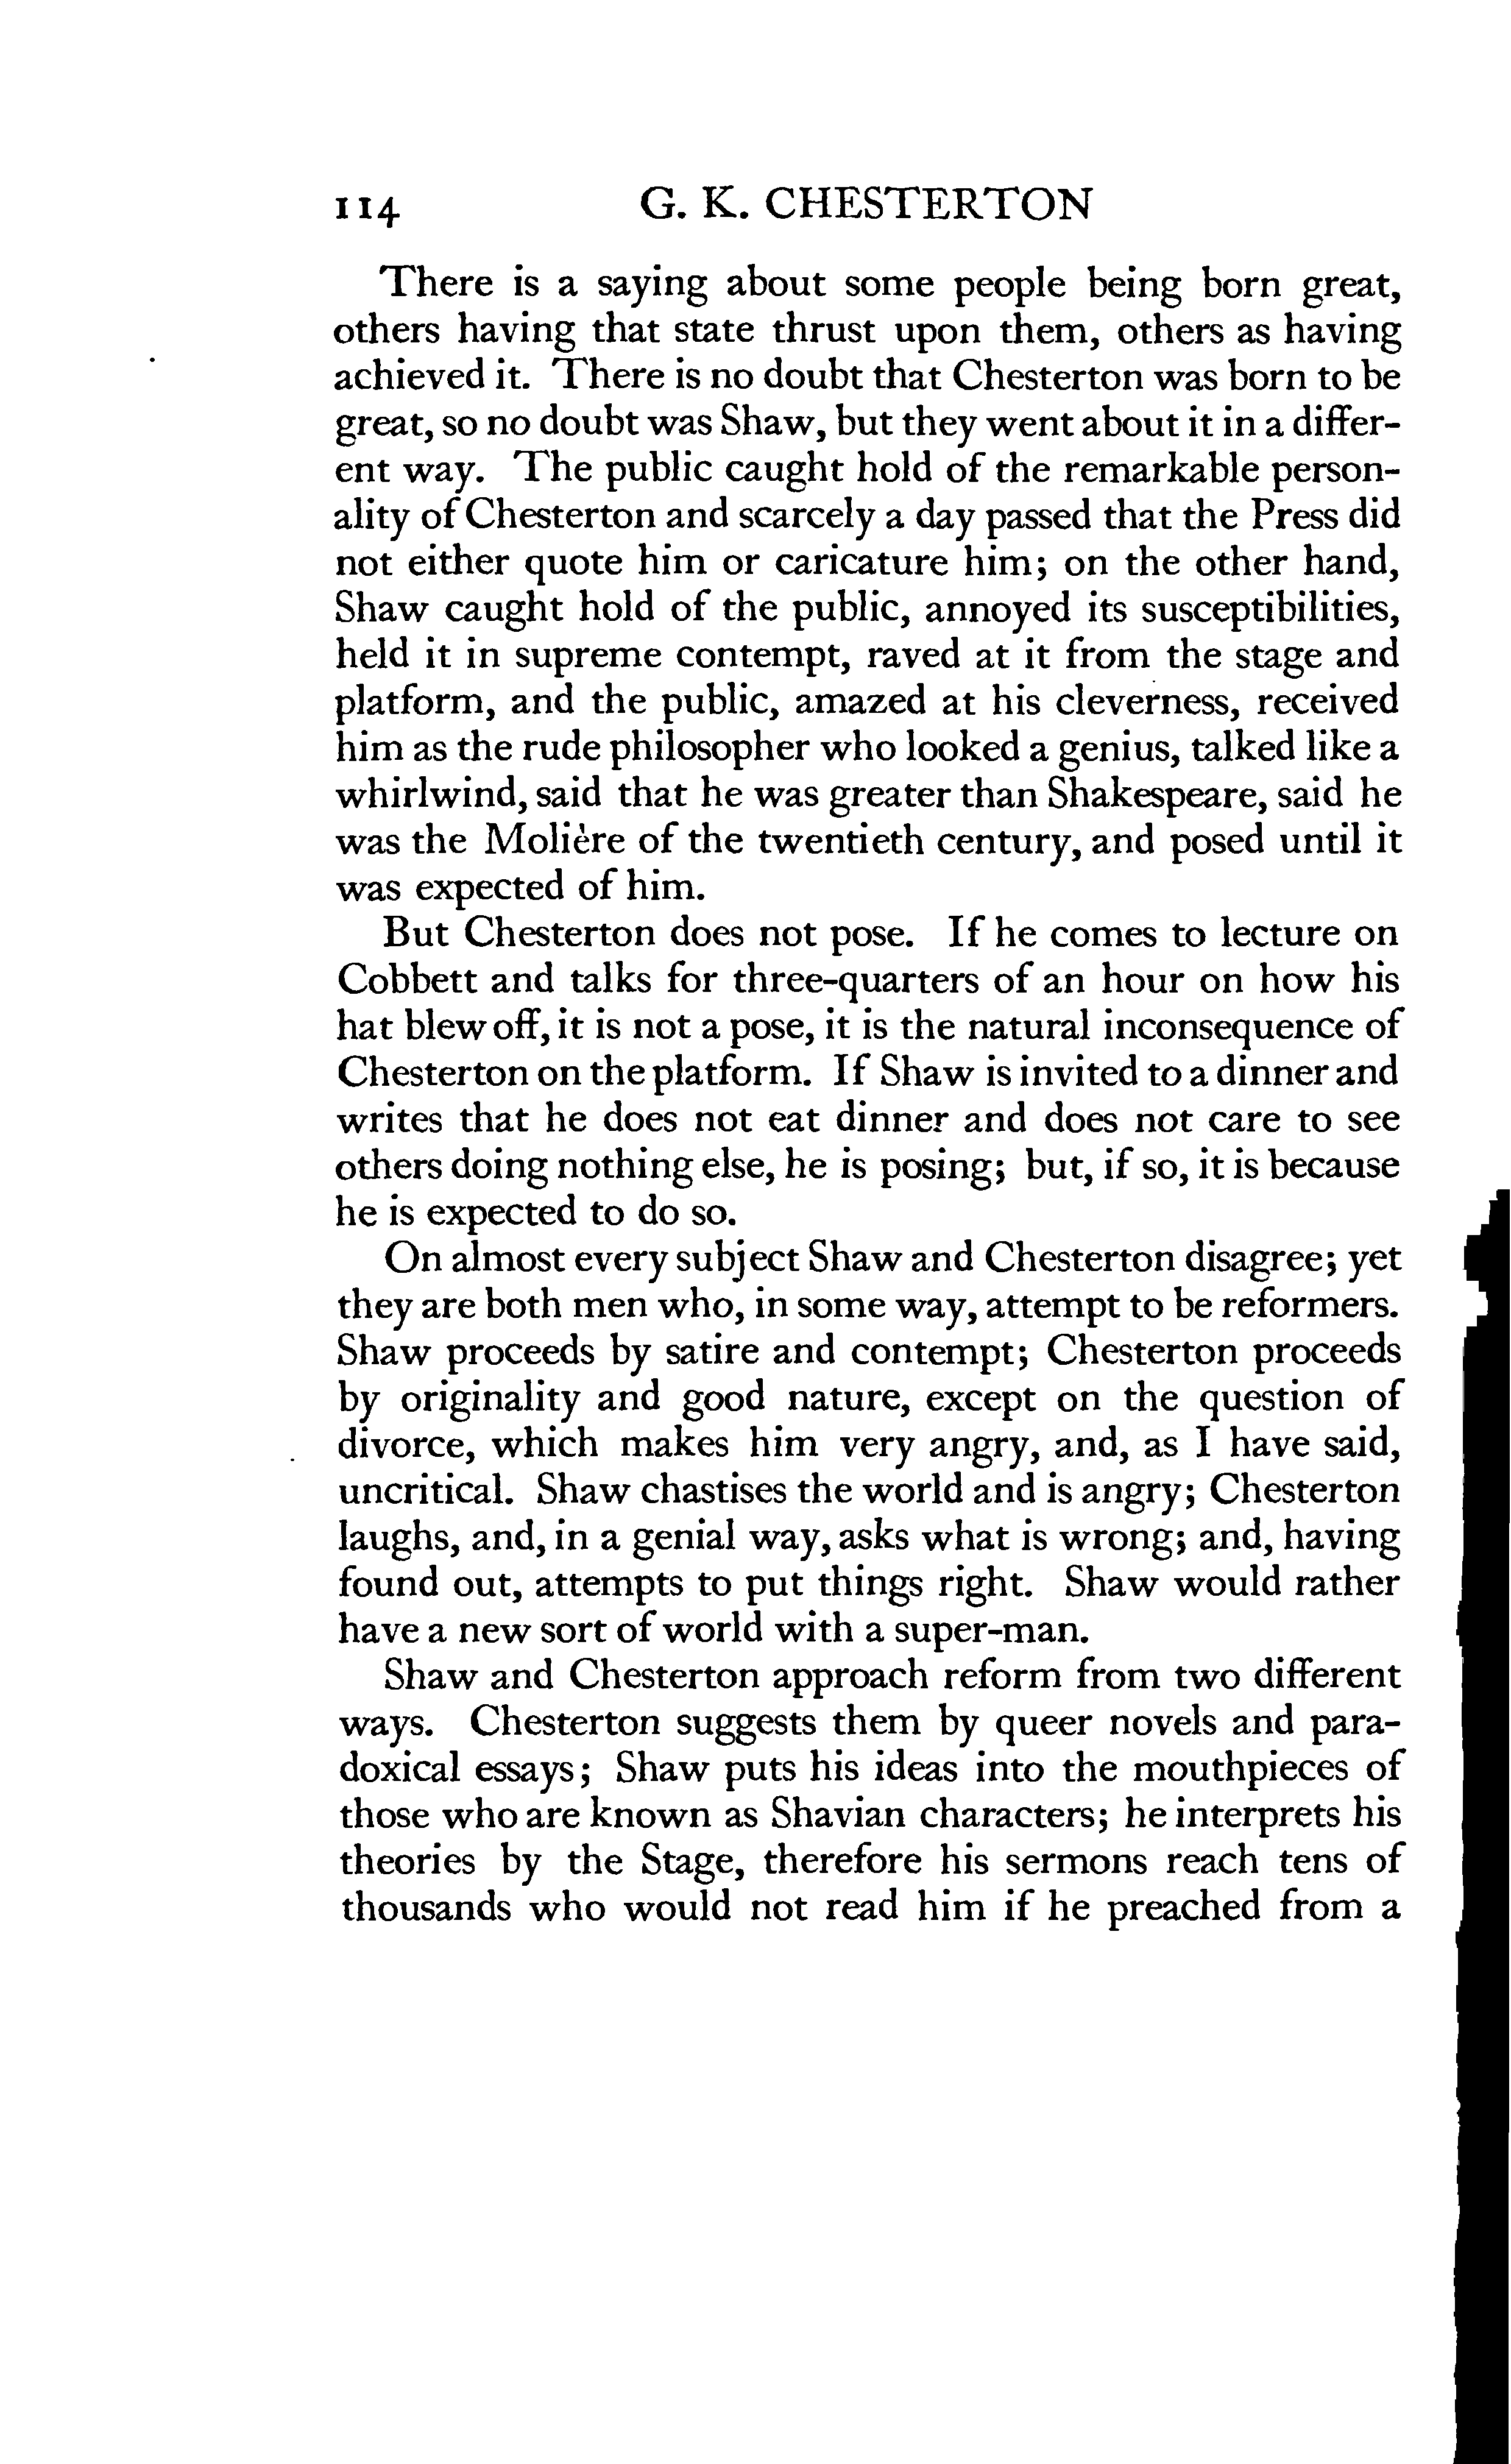 114 G. K. CHESTERTON
There is a saying about some people being born great,
others having that state thrust upon them, others as having
achieved it. There is no doubt that Chesterton was born to be
great, so no doubt was Shaw, but they went about it in a differ-
ent way. The public caught hold of the remarkable person-
ality of Chesterton and scarcely a day passed that the Press did
not either quote him or caricature him; on the other hand,
Shaw caught hold of the public, annoyed its susceptibilities,
held it in supreme contempt, raved at it from the stage and
platform, and the public, amazed at his cleverness, received
him as the rude philosopher who looked a genius, talked like a
whirlwind, said that he was greater than Shakespeare, said he
was the Molière of the twentieth century, and posed until it
was expected of him.
But Chesterton does not pose. If he comes to lecture on
Cobbett and talks for three-quarters of an hour on how his
hat blew off, it is not a pose, it is the natural inconsequence of
Chesterton on the platform. If Shaw is invited to a dinner and
writes that he does not eat dinner and does not care to see
others doing nothing else, he is posing; but, if so, it is because
he is expected to do so.
On almost every subject Shaw and Chesterton disagree; yet
they are both men who, in some way, attempt to be reformers.
Shaw proceeds by satire and contempt; Chesterton proceeds
by originality and good nature, except on the question of
divorce, which makes him very angry, and, as I have said,
uncritical. Shaw chastises the world and is angry; Chesterton
laughs, and, in a genial way, asks what is wrong; and, having
found out, attempts to put things right. Shaw would rather
have a new sort of world with a super-man.
Shaw and Chesterton approach reform from two different
ways. Chesterton suggests them by queer novels and para-
doxical essays; Shaw puts his ideas into the mouthpieces of
those who are known as Shavian characters; he interprets his
theories by the Stage, therefore his sermons reach tens of
thousands who would not read him if he preached from a